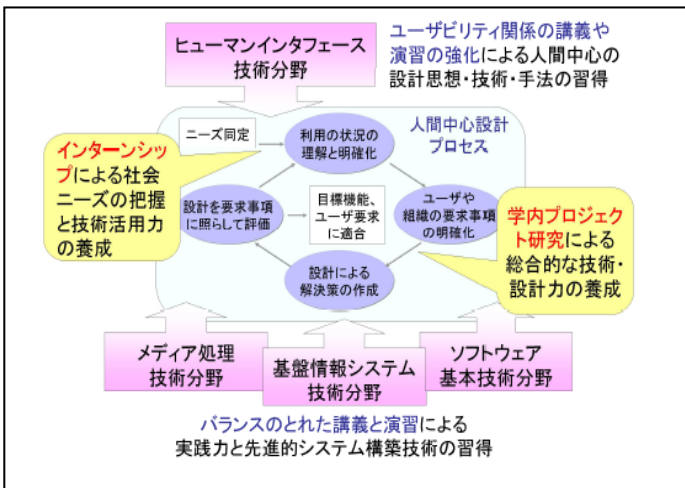 ヒューマンインタフェース
技術分野
ユーザビリティ関係の講義や
演習の強化による人間中心の
設計思想・技術・手法の習得
人間中心設計
プロセス
ニーズ同定
利用の状況の
理解と明確化
インターンシッ
プによる社会
ニーズの把握
と技術活用力
の養成
設計を要求事項
に照らして評価
目標機能、
ユーザ要求
に適合
ユーザや
組織の要求事項
の明確化
学内プロジェク
ト研究による
総合的な技術・
設計力の養成
設計による
解決策の作成
メディア処理
技術分野
基盤情報システム
技術分野
ソフトウェア
基本技術分野
バランスのとれた講義と演習による
実践力と先進的システム構築技術の習得